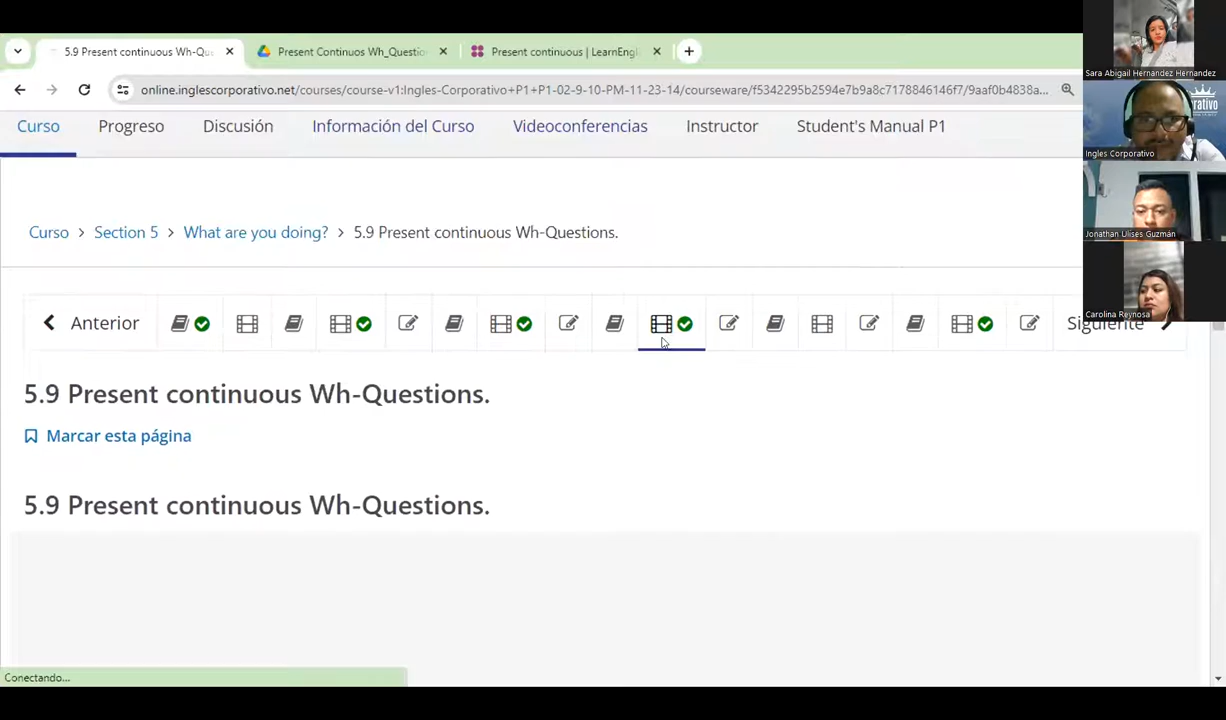 5.9 Present continuous Wh-Que
Present Continuos Wh_Questio
Present continuous | LearnEngl
online.inglescorporativo.net/courses/course-v1:Ingles-Corporativo+P1+P1-02-9-10-PM-11-23-14/courseware/f5342295b2594e7b9a8c7178846146f7/9aaf0b4838a...
Curso
Progreso
Discusión
Información del Curso
Videoconferencias
Instructor
Student's Manual P1
Curso > Section 5 > What are you doing? > 5.9 Present continuous Wh-Questions.
Anterior
Siguiente
5.9 Present continuous Wh-Questions.
Marcar esta página
5.9 Present continuous Wh-Questions.
Conectando...
Sara Abigail Hernandez Hernandez
rativo
Ingles Corporativo
Jonathan Ulises Guzmán
Carolina Reynosa